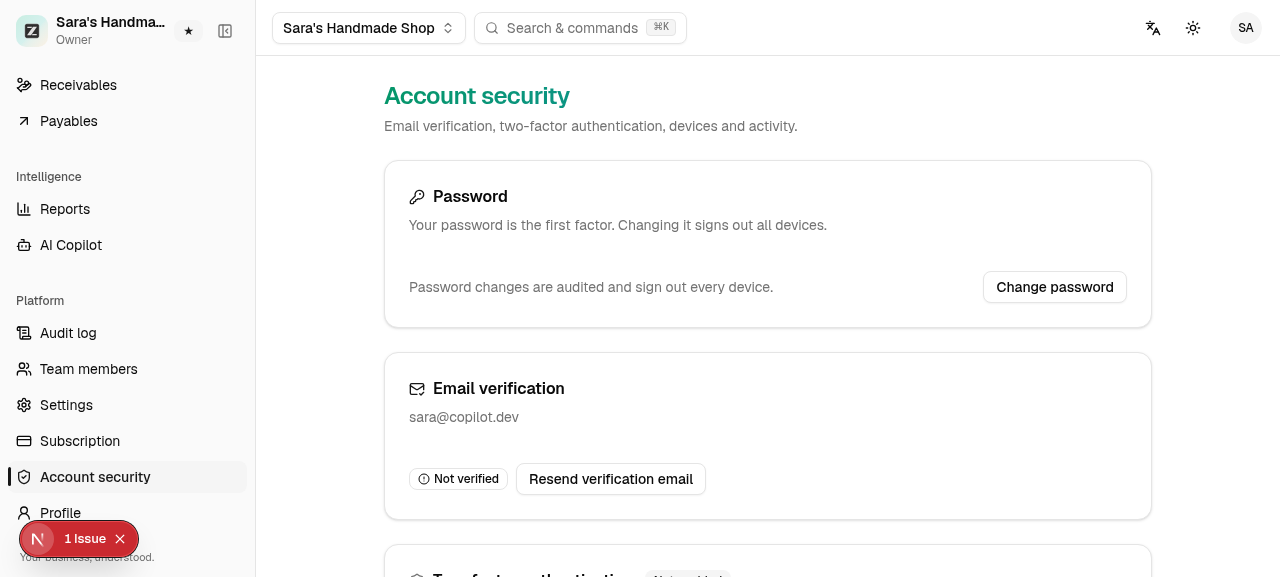 Sara's Handma...
Owner
Receivables
Payables
Intelligence
Reports
AI Copilot
Platform
Audit log
Team members
Settings
Subscription
Account security
Profile
1 Issue
Your business, understood.
Sara's Handmade Shop
Search & commands
⌘K
SA
Account security
Email verification, two-factor authentication, devices and activity.
Password
Your password is the first factor. Changing it signs out all devices.
Password changes are audited and sign out every device.
Change password
Email verification
sara@copilot.dev
Not verified
Resend verification email